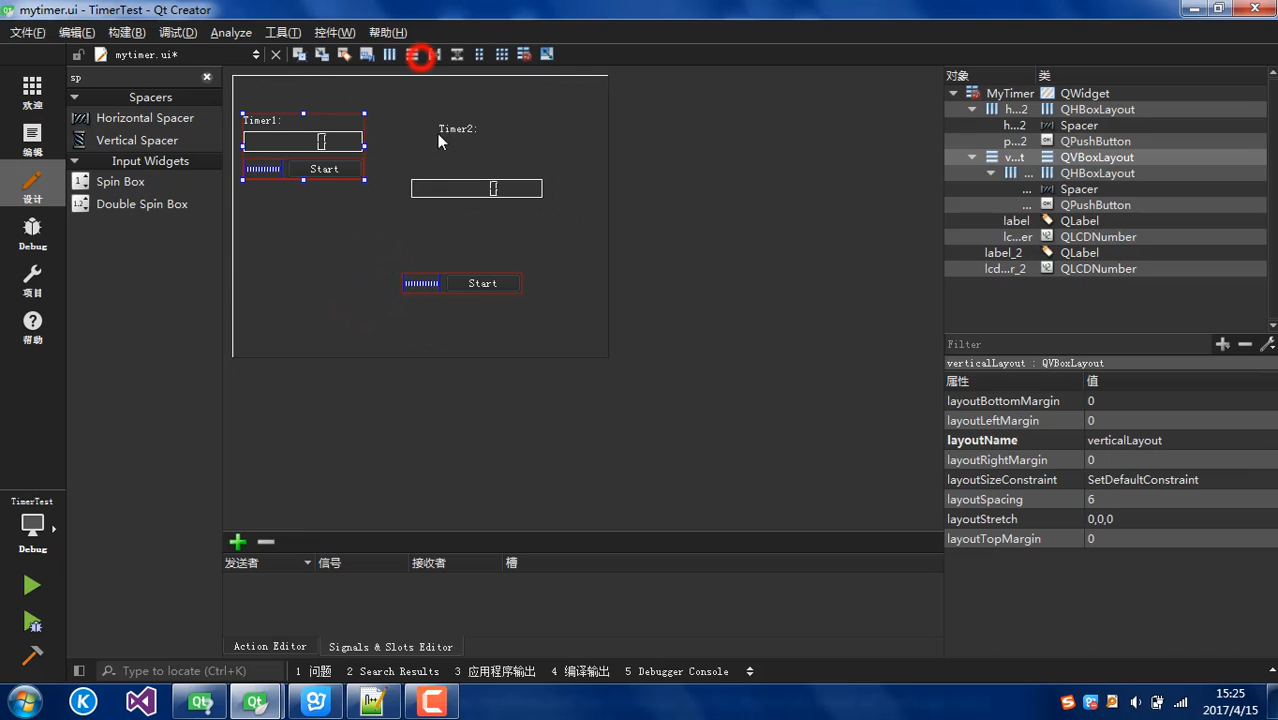 mytimer.ui - TimerTest - Qt Creator
文件(F) 编辑(E) 构建(B) 调试(D) Analyze 工具(T) 控件(W) 帮助(H)
mytimer.ui*
欢迎
编辑
设计
Debug
项目
帮助
TimerTest
Debug
sp
Spacers
Horizontal Spacer
Vertical Spacer
Input Widgets
Spin Box
Double Spin Box
Timer1:
Start
Timer2:
Start
对象 类
MyTimer QWidget
h...2 QHBoxLayout
h...2 Spacer
p...2 QPushButton
v...t QVBoxLayout
... QHBoxLayout
... Spacer
... QPushButton
label QLabel
lc...er QLCDNumber
label_2 QLabel
lcd...r_2 QLCDNumber
Filter
verticalLayout : QVBoxLayout
属性 值
layoutBottomMargin 0
layoutLeftMargin 0
layoutName verticalLayout
layoutRightMargin 0
layoutSizeConstraint SetDefaultConstraint
layoutSpacing 6
layoutStretch 0,0,0
layoutTopMargin 0
发送者 信号 接收者 槽
Action Editor Signals & Slots Editor
Type to locate (Ctrl+K) 1 问题 2 Search Results 3 应用程序输出 4 编译输出 5 Debugger Console
15:25
2017/4/15